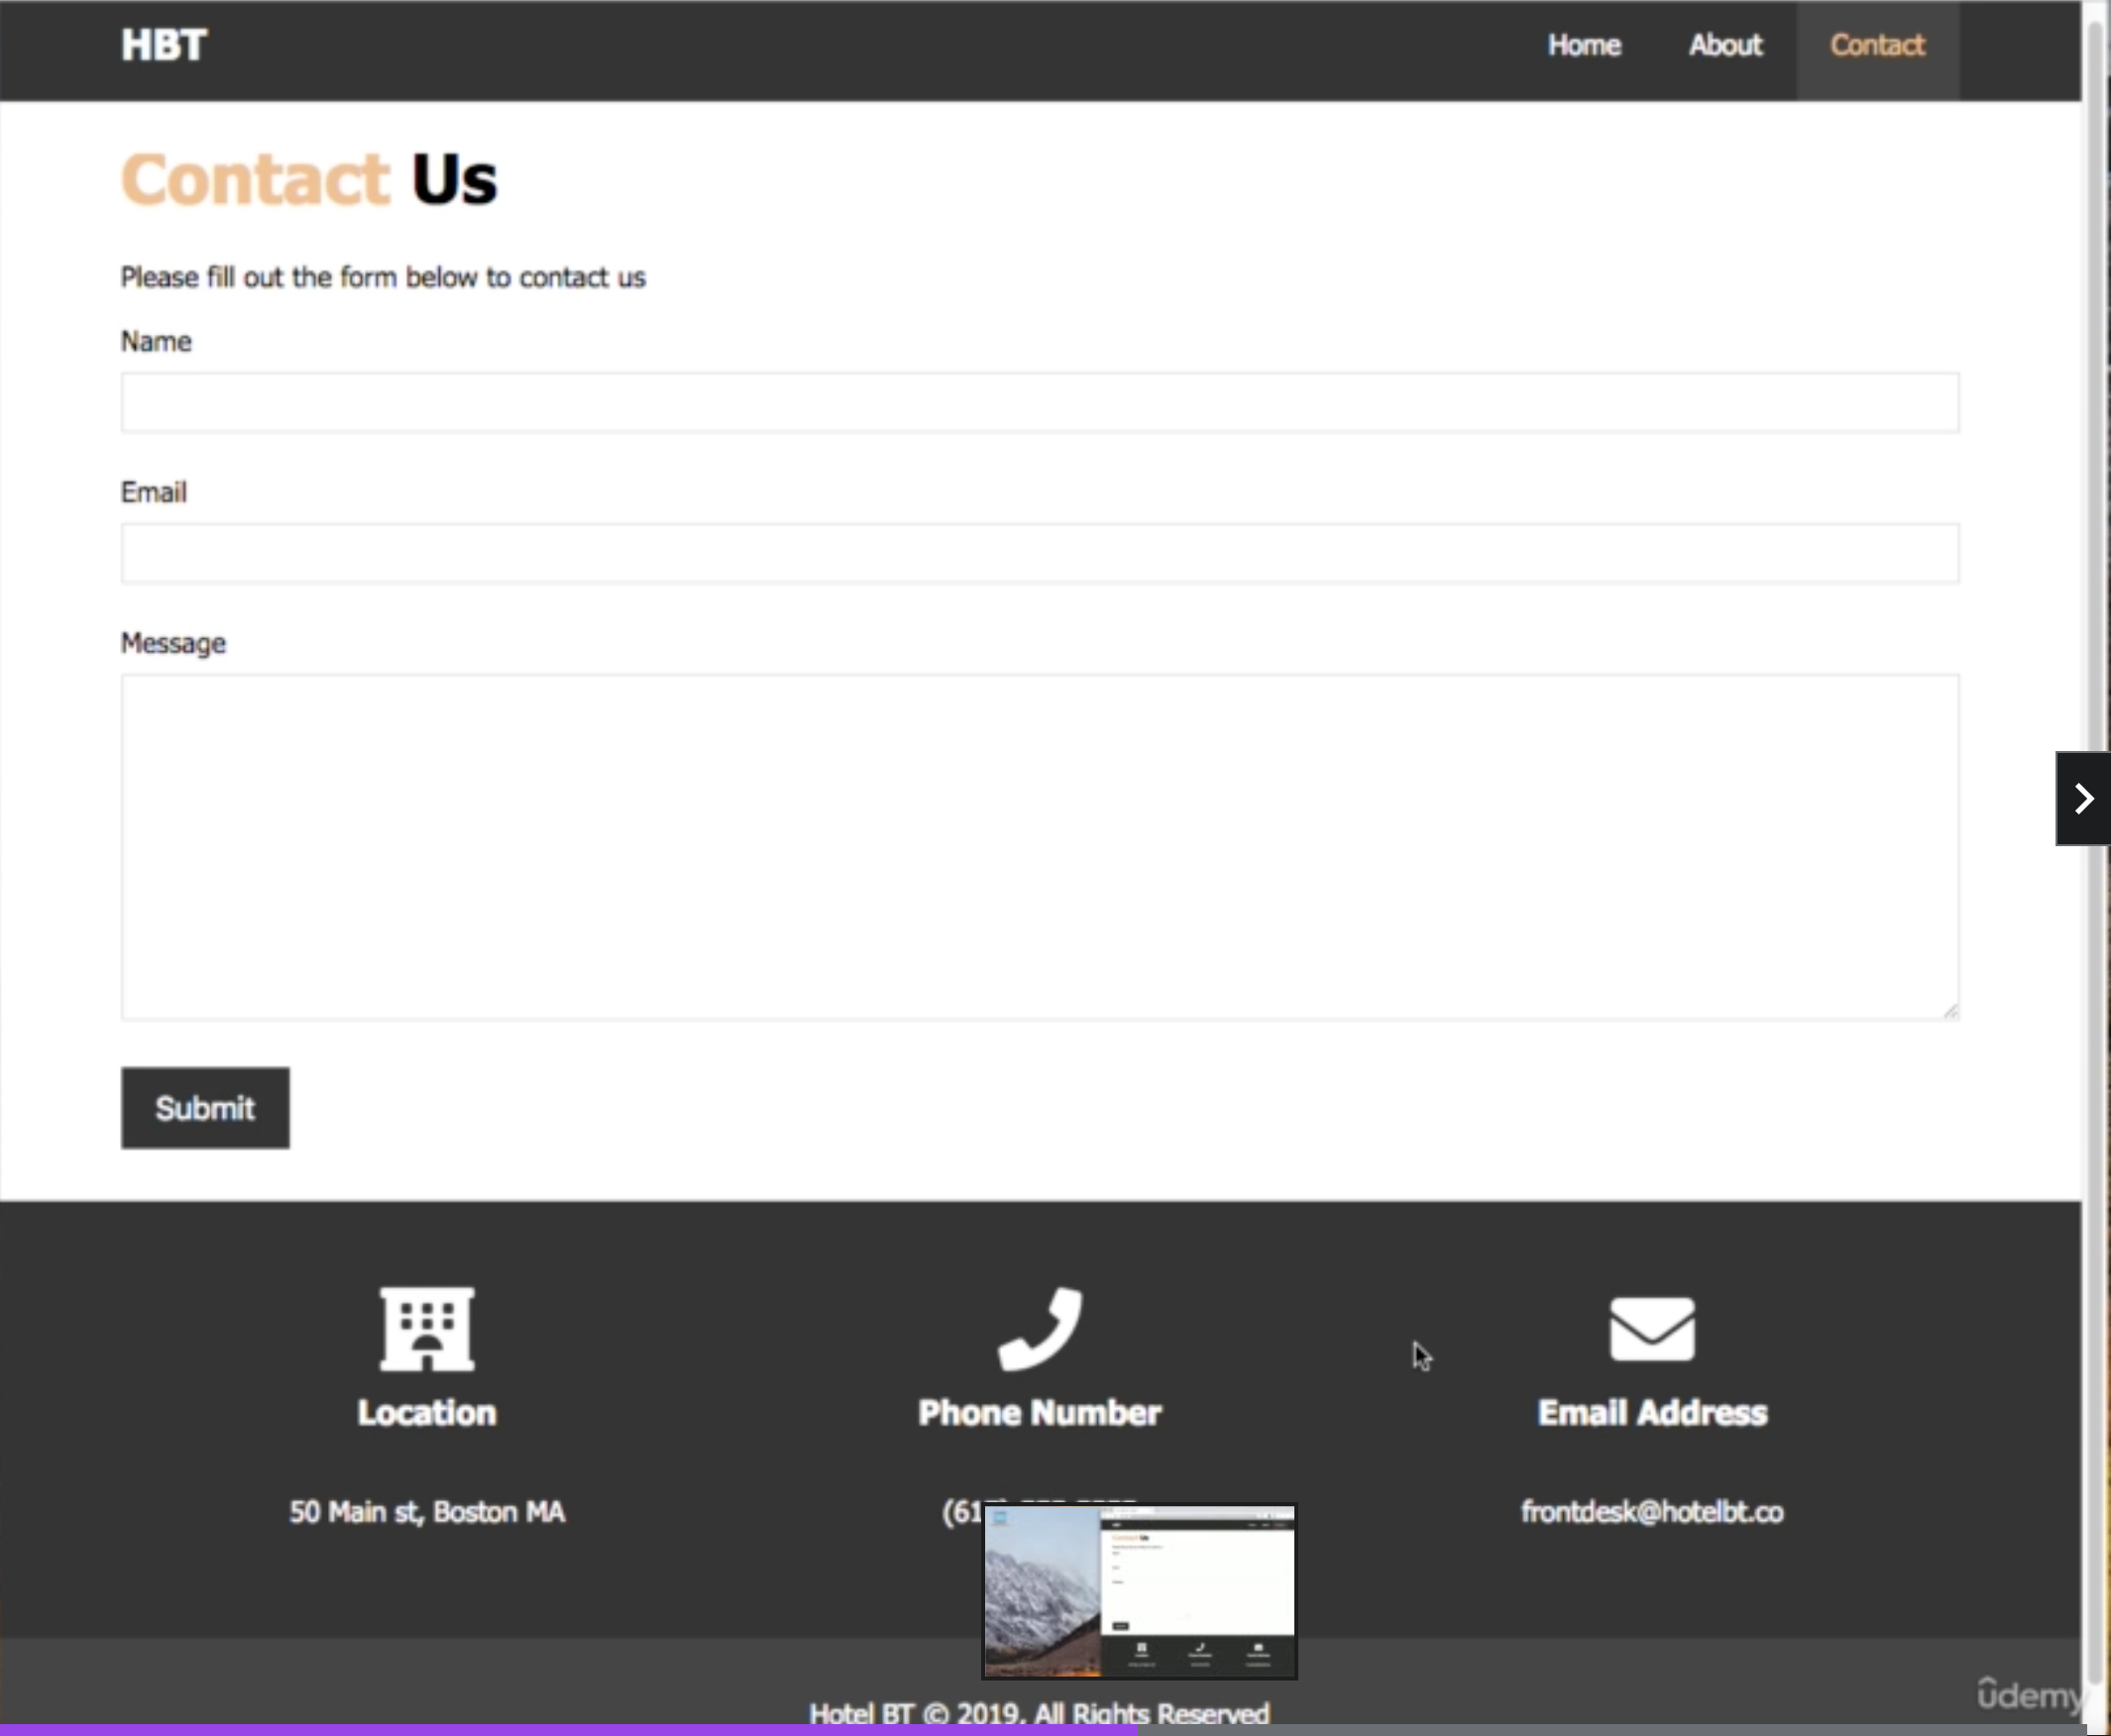 HBT
Home About Contact
Contact Us
Please fill out the form below to contact us
Name
Email
Message
Submit
Location Phone Number Email Address
50 Main st, Boston MA (61 frontdesk@hotelbt.co
Hotel BT © 2019, All Rights Reserved
ûdemy